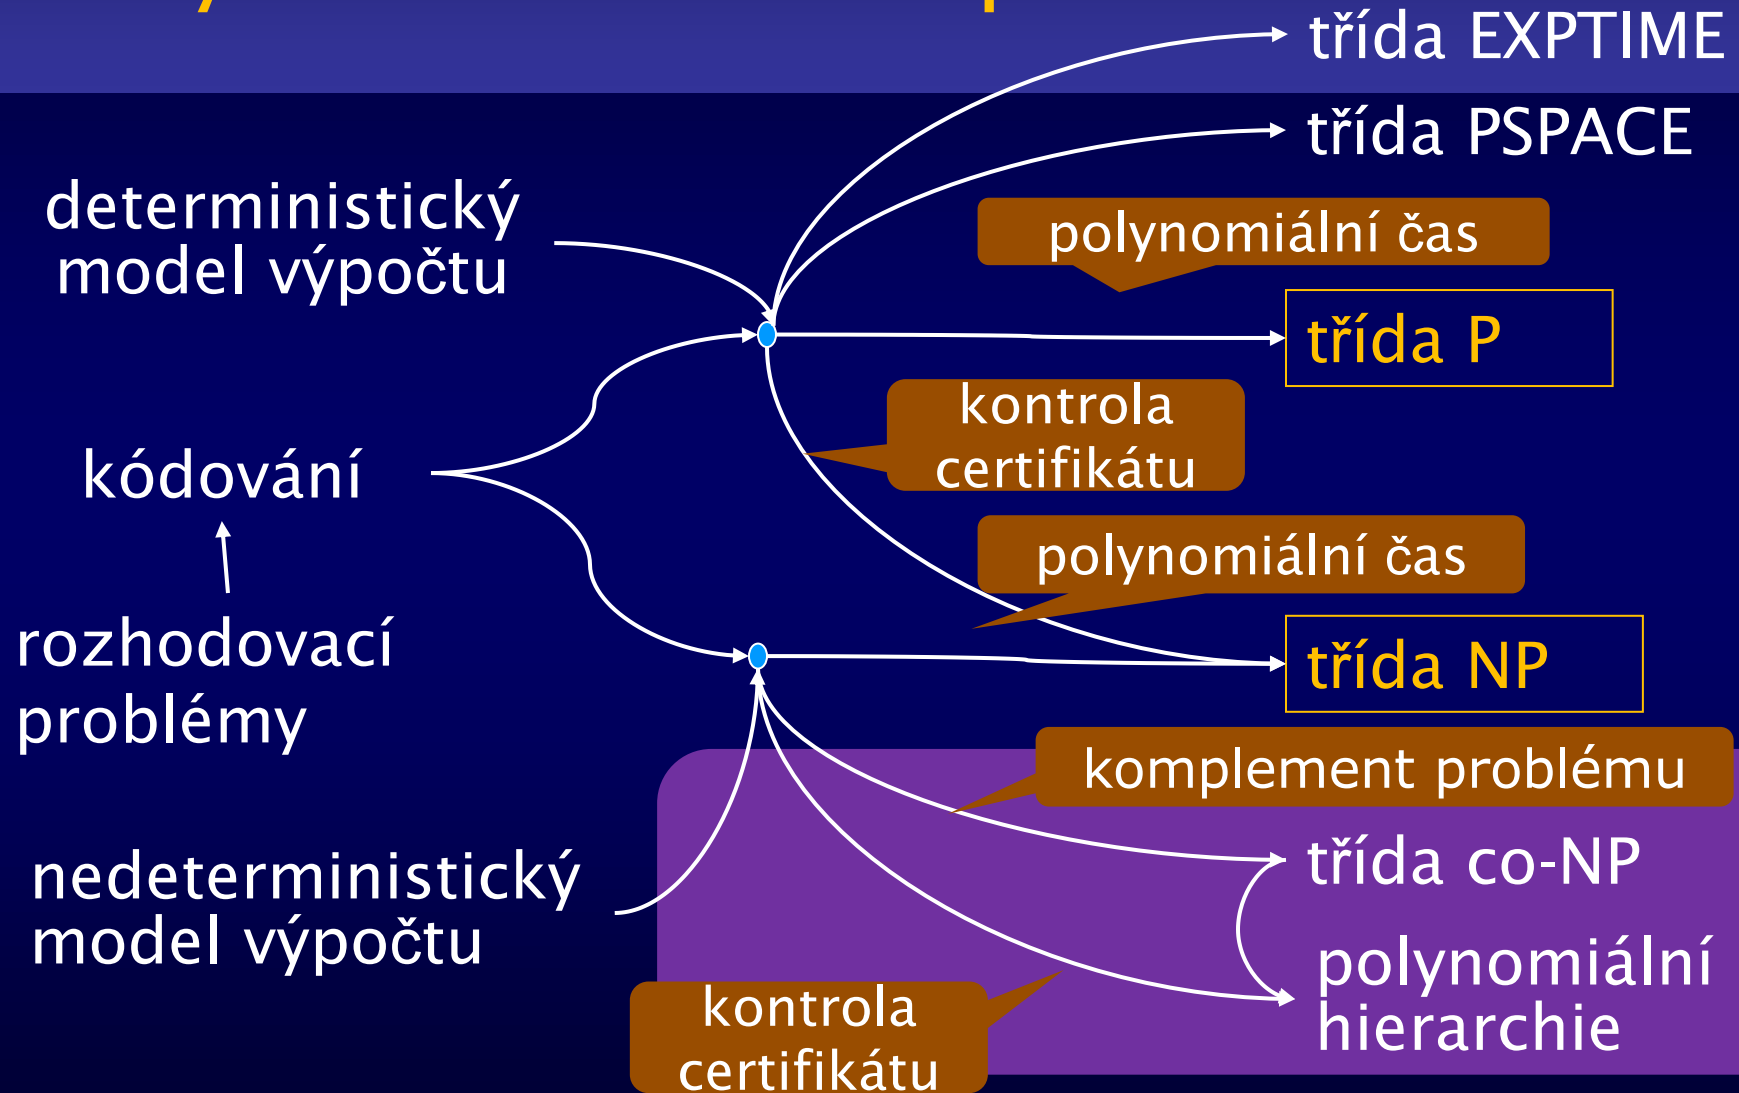 třída EXPTIME
třída PSPACE
deterministický
model výpočtu
polynomiální čas
třída P
kontrola
certifikátu
kódování
polynomiální čas
rozhodovací
problémy
třída NP
komplement problému
třída co-NP
nedeterministický
model výpočtu
polynomiální
hierarchie
kontrola
certifikátu